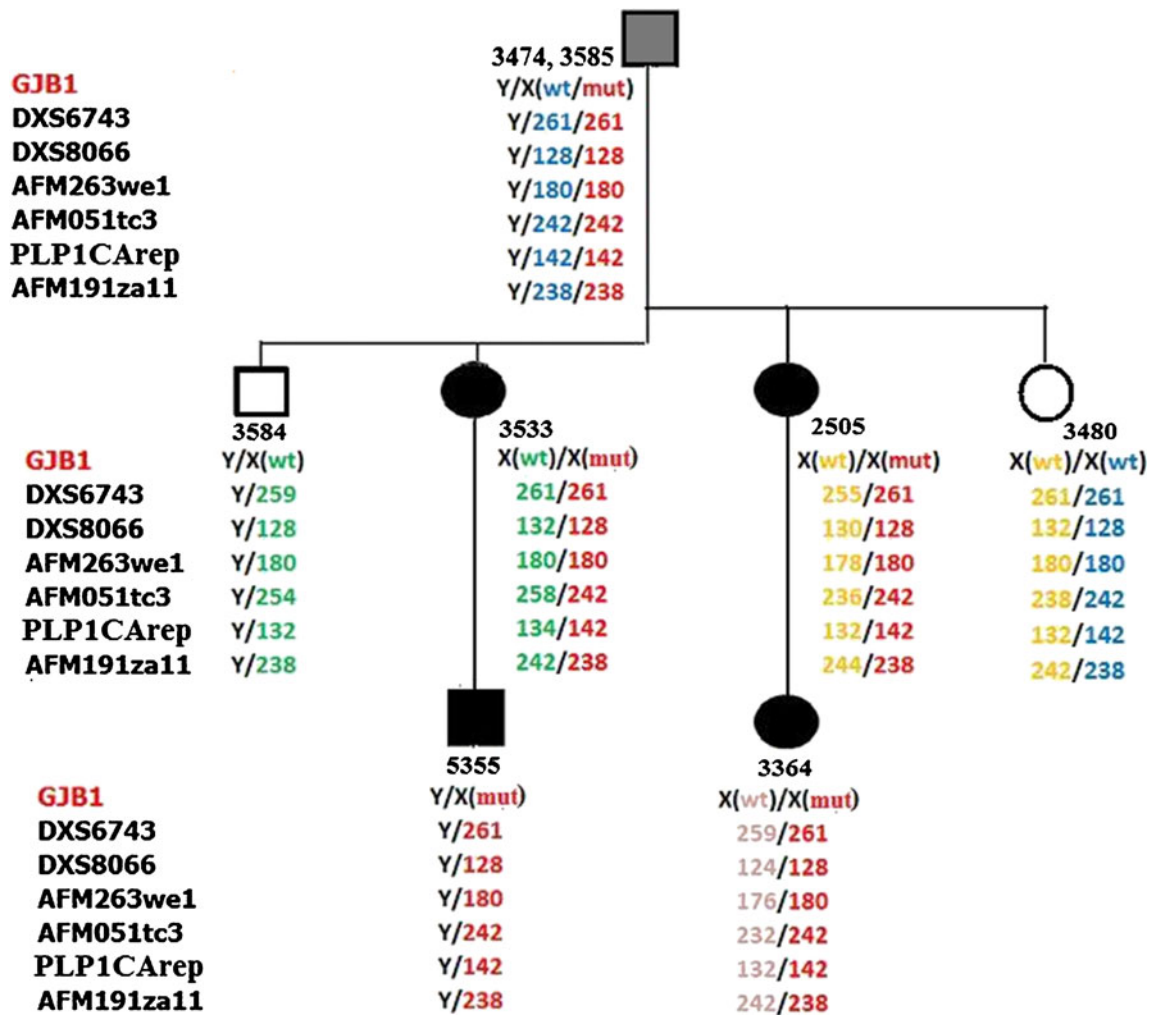 3474, 3585
GJB1 Y/X(wt/mut)
DXS6743 Y/261/261
DXS8066 Y/128/128
AFM263we1 Y/180/180
AFM051tc3 Y/242/242
PLP1CArep Y/142/142
AFM191za11 Y/238/238
3584 3533 2505 3480
GJB1 Y/X(wt) X(wt)/X(mut) X(wt)/X(mut) X(wt)/X(wt)
DXS6743 Y/259 261/261 255/261 261/261
DXS8066 Y/128 132/128 130/128 132/128
AFM263we1 Y/180 180/180 178/180 180/180
AFM051tc3 Y/254 258/242 236/242 238/242
PLP1CArep Y/132 134/142 132/142 132/142
AFM191za11 Y/238 242/238 244/238 242/238
5355 3364
GJB1 Y/X(mut) X(wt)/X(mut)
DXS6743 Y/261 259/261
DXS8066 Y/128 124/128
AFM263we1 Y/180 176/180
AFM051tc3 Y/242 232/242
PLP1CArep Y/142 132/142
AFM191za11 Y/238 242/238